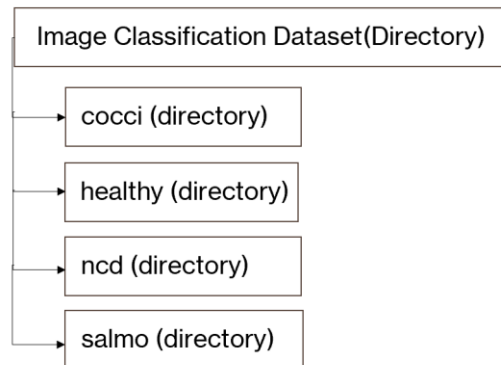 Image Classification Dataset(Directory)
cocci (directory)
healthy (directory)
ncd (directory)
salmo (directory)